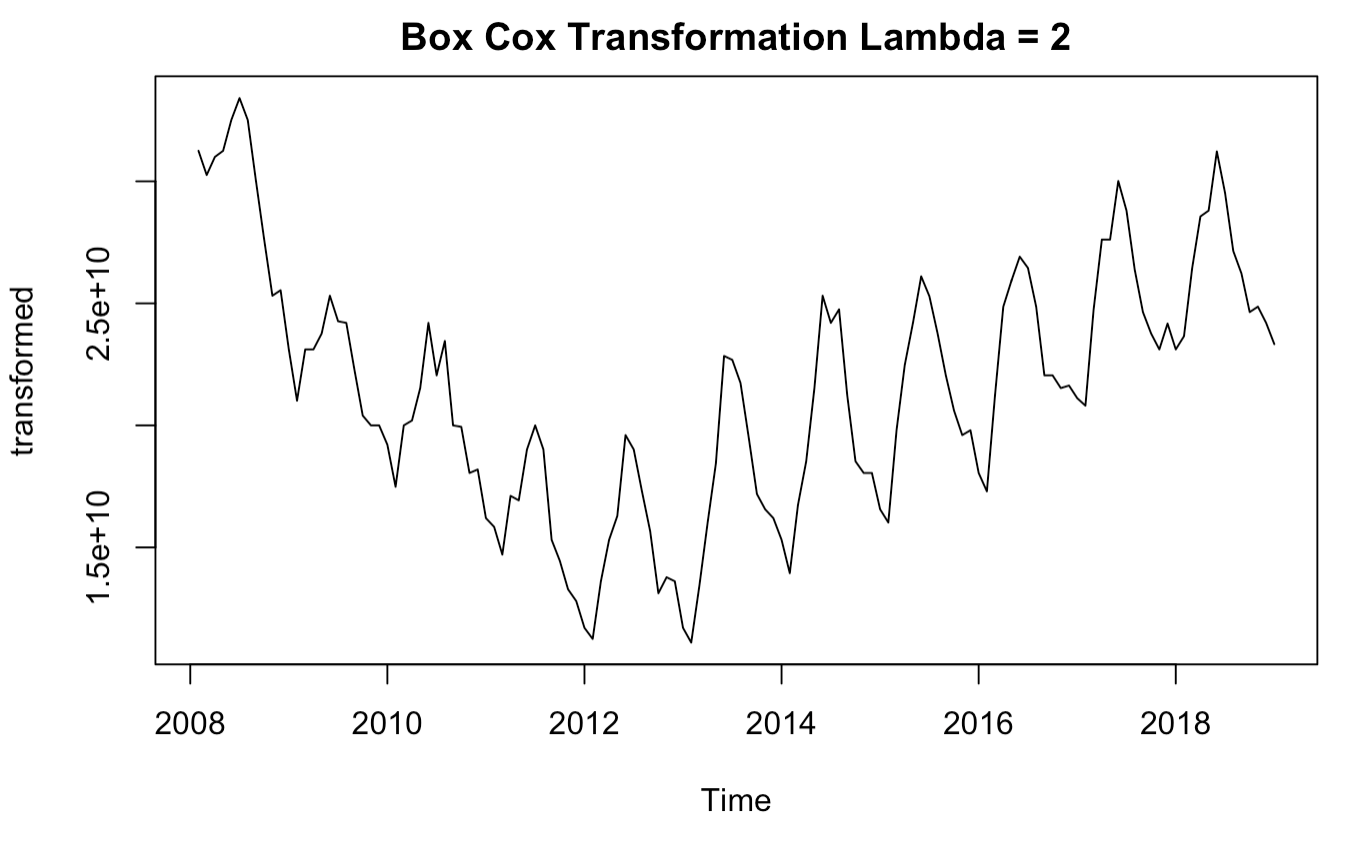 Box Cox Transformation Lambda = 2
transformed
2.5e+10
1.5e+10
2008 2010 2012 2014 2016 2018
Time